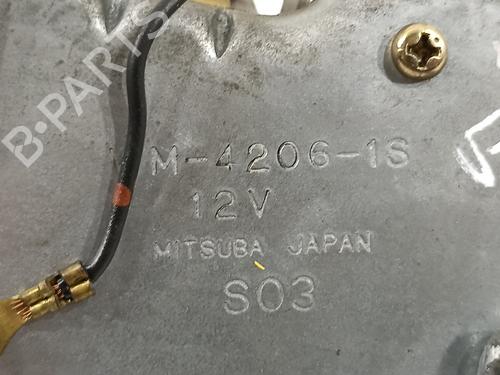 B-PARTS
M-4206-1S
12V
MITSUBA JAPAN
S03